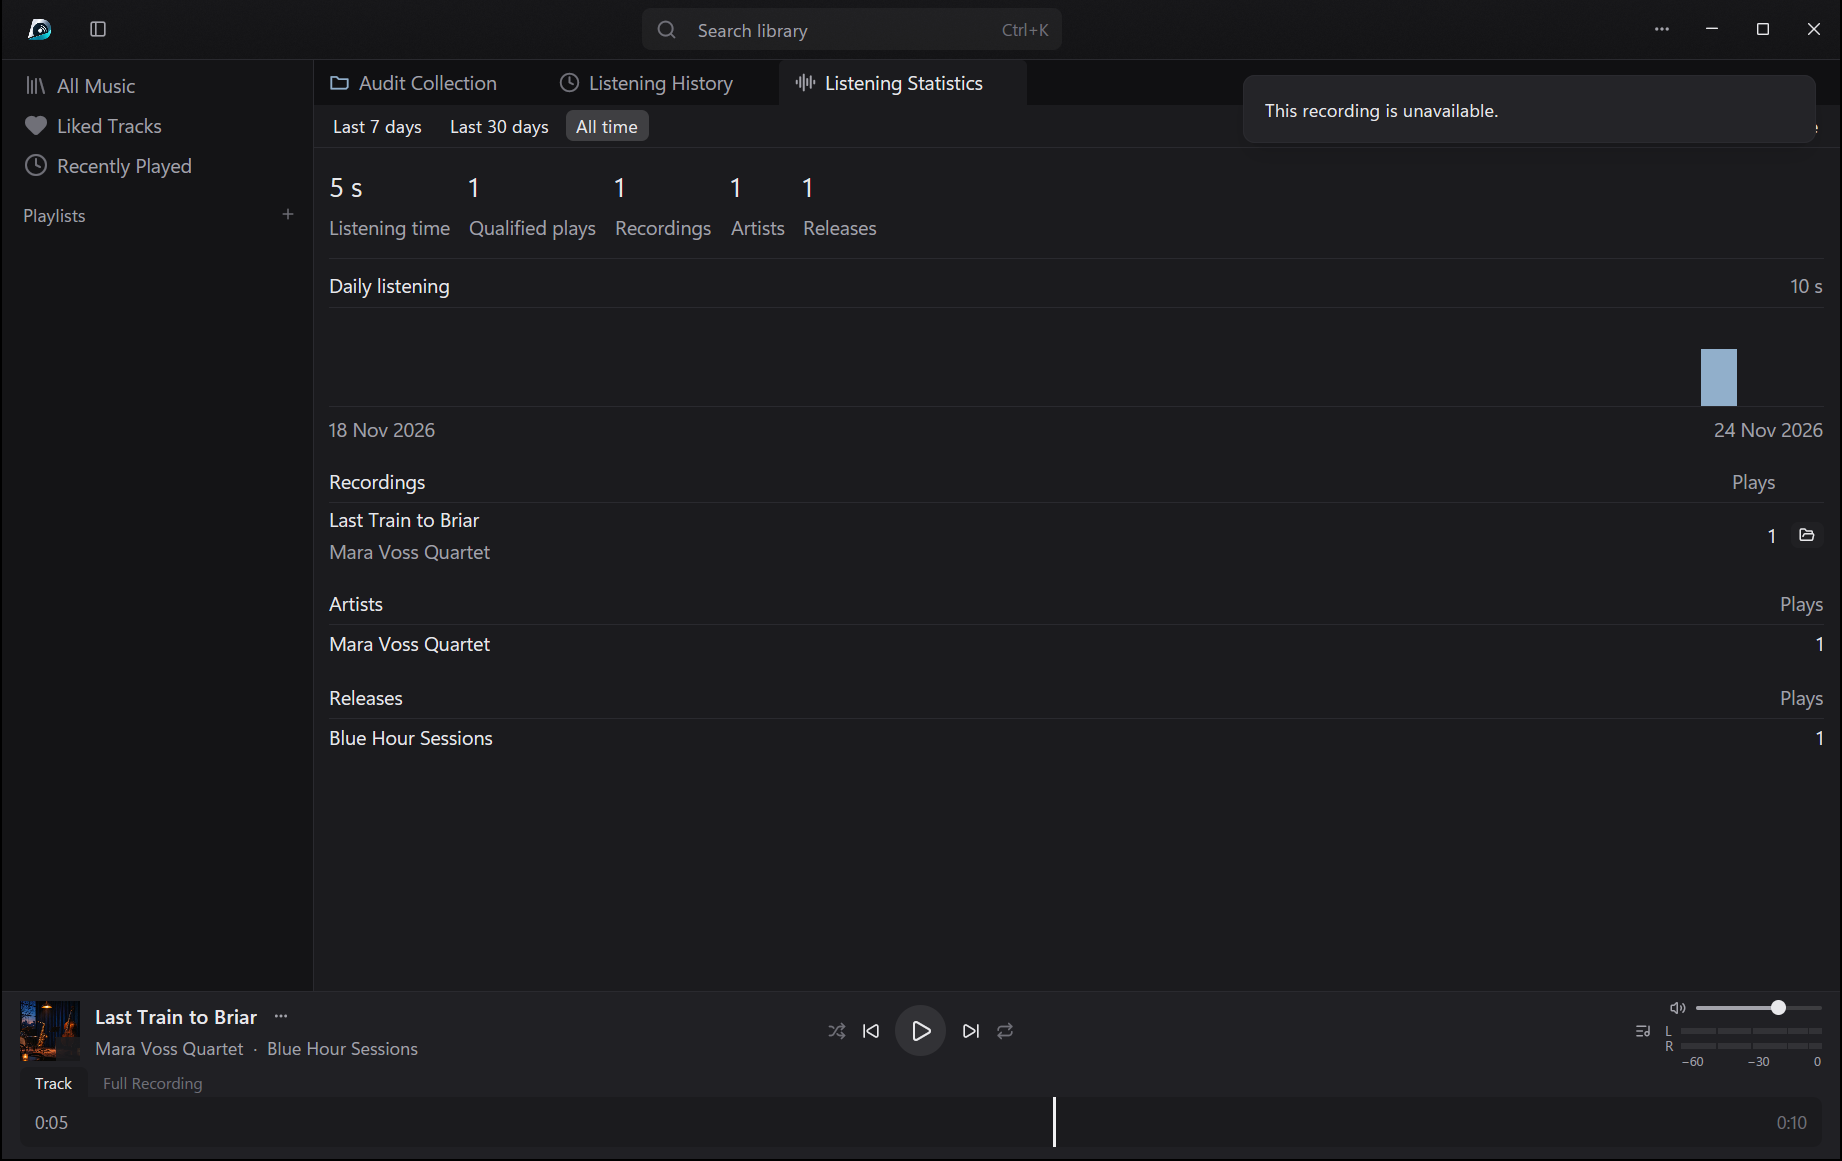 Search library Ctrl+K
All Music
Liked Tracks
Recently Played
Playlists
Audit Collection
Listening History
Listening Statistics
This recording is unavailable.
Last 7 days
Last 30 days
All time
5 s
Listening time
1
Qualified plays
1
Recordings
1
Artists
1
Releases
Daily listening 10 s
18 Nov 2026 24 Nov 2026
Recordings Plays
Last Train to Briar
Mara Voss Quartet
1
Artists Plays
Mara Voss Quartet 1
Releases Plays
Blue Hour Sessions 1
Last Train to Briar
Mara Voss Quartet · Blue Hour Sessions
Track Full Recording
0:05 0:10
L
R
−60 −30 0